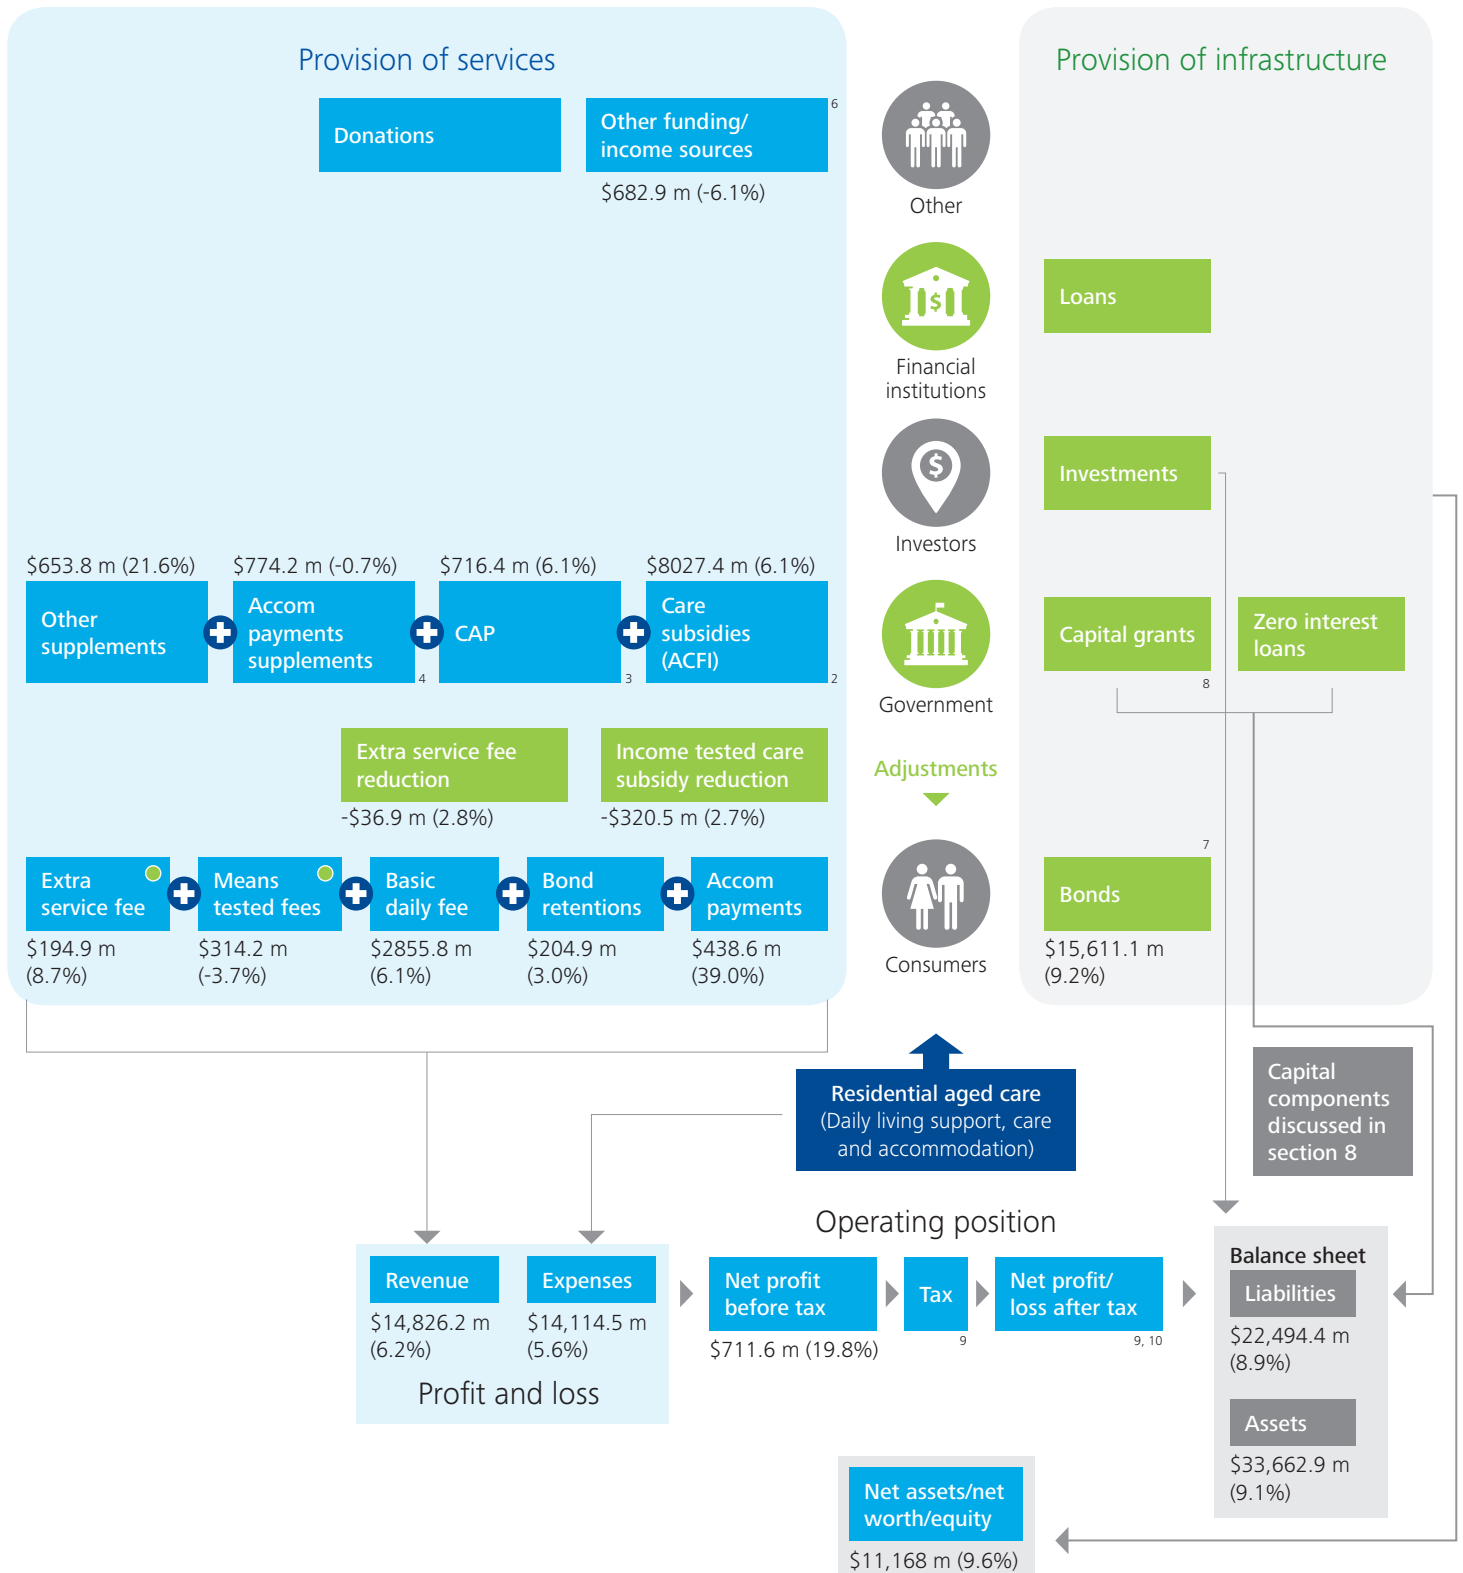 Provision of services
Provision of infrastructure
Donations
Other funding/
income sources
6
$682.9 m (-6.1%)
Other
Loans
Financial
institutions
Investments
Investors
$653.8 m (21.6%)
$774.2 m (-0.7%)
$716.4 m (6.1%)
$8027.4 m (6.1%)
Other
supplements
Accom
payments
supplements
4
CAP
3
Care
subsidies
(ACFI)
2
Government
Capital grants
8
Zero interest
loans
Extra service fee
reduction
-$36.9 m (2.8%)
Income tested care
subsidy reduction
-$320.5 m (2.7%)
Adjustments
Extra
service fee
$194.9 m
(8.7%)
Means
tested fees
$314.2 m
(-3.7%)
Basic
daily fee
$2855.8 m
(6.1%)
Bond
retentions
$204.9 m
(3.0%)
Accom
payments
$438.6 m
(39.0%)
Consumers
7
Bonds
$15,611.1 m
(9.2%)
Residential aged care
(Daily living support, care
and accommodation)
Capital
components
discussed in
section 8
Operating position
Revenue
$14,826.2 m
(6.2%)
Expenses
$14,114.5 m
(5.6%)
Profit and loss
Net profit
before tax
$711.6 m (19.8%)
Tax
9
Net profit/
loss after tax
9, 10
Balance sheet
Liabilities
$22,494.4 m
(8.9%)
Assets
$33,662.9 m
(9.1%)
Net assets/net
worth/equity
$11,168 m (9.6%)
$
$